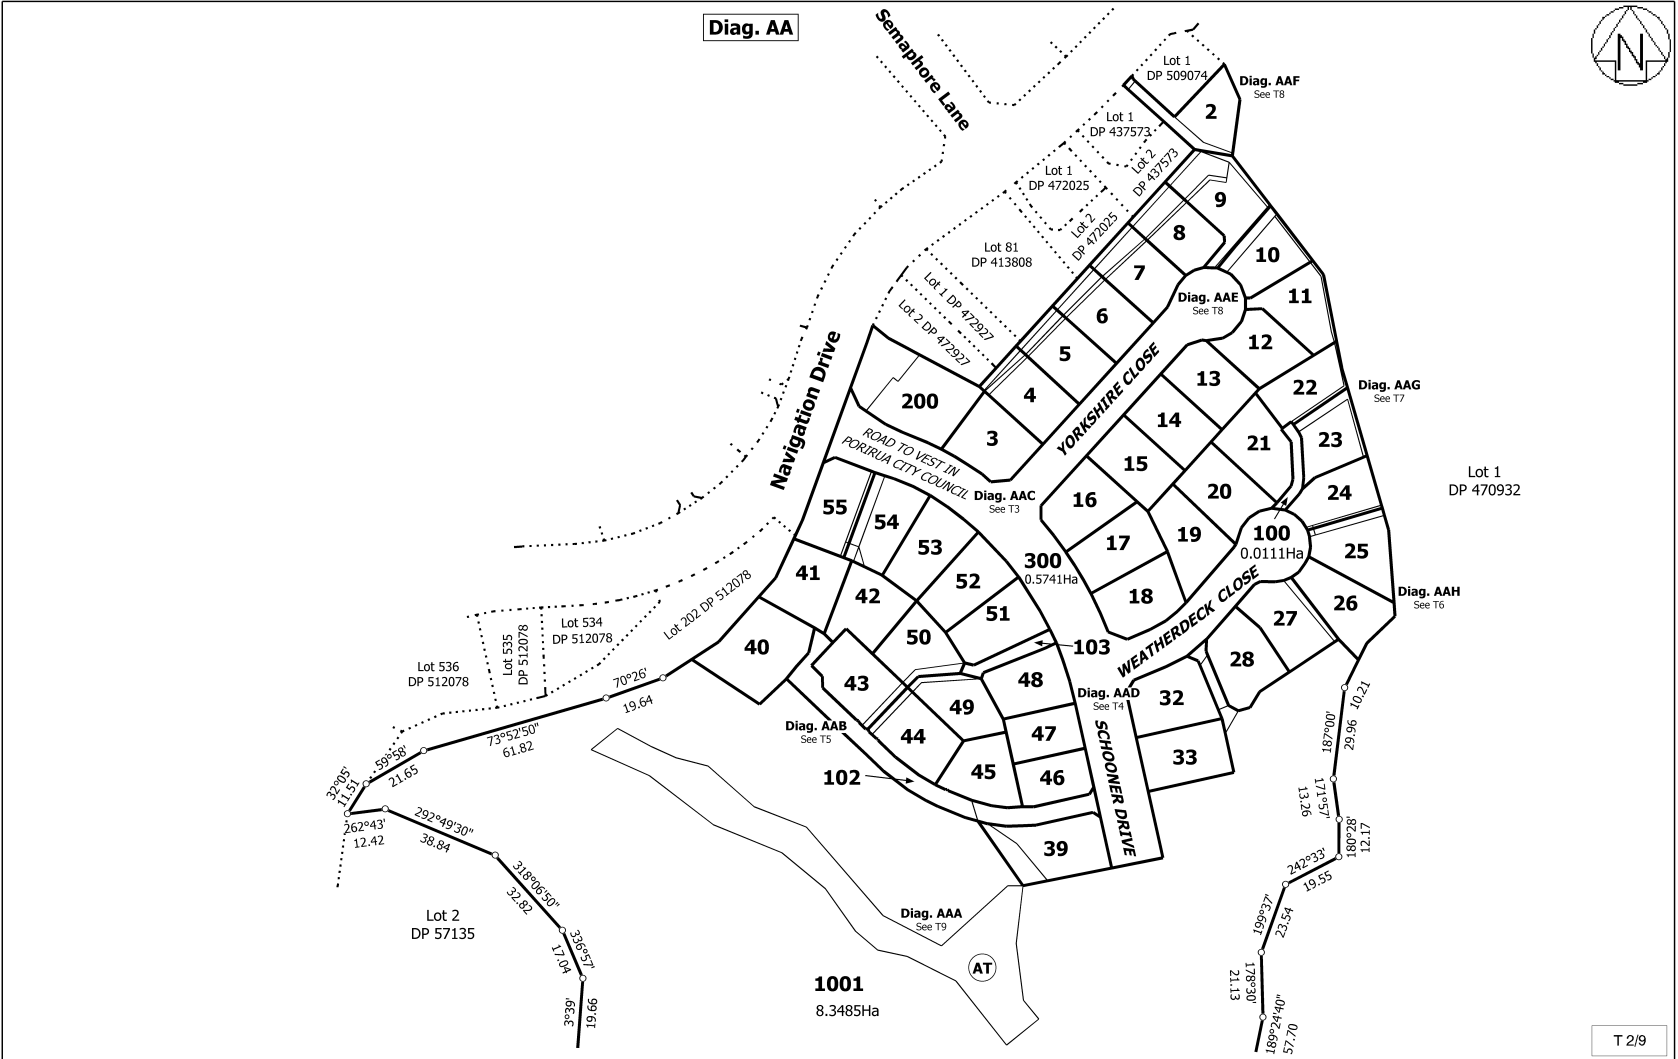 Diag. AA
Semaphore Lane
N
Lot 1
DP 509074
Diag. AAF
See T8
2
Lot 1
DP 437573
Lot 2
DP 437573
Lot 1
DP 472025
Lot 2
DP 472025
Lot 81
DP 413808
Lot 1 DP 472927
Lot 2 DP 472927
9
8
7
10
11
Diag. AAE
See T8
6
5
12
4
13
22
Diag. AAG
See T7
200
3
YORKSHIRE CLOSE
14
21
23
Navigation Drive
ROAD TO VEST IN
PORIRUA CITY COUNCIL
Diag. AAC
See T3
15
16
20
24
Lot 1
DP 470932
55
54
53
17
19
100
0.0111Ha
25
300
0.5741Ha
52
41
42
51
18
WEATHERDECK CLOSE
26
Diag. AAH
See T6
27
Lot 202 DP 512078
Lot 534
DP 512078
Lot 535
DP 512078
Lot 536
DP 512078
40
50
103
28
43
48
49
Diag. AAD
See T4
32
47
44
33
45
46
SCHOONER DRIVE
Diag. AAB
See T5
102
39
70°26'
19.64
73°52'50"
61.82
59°58'
21.65
32°05'
11.51
262°43'
12.42
292°49'30"
38.84
318°06'50"
32.82
336°57'
17.04
3°39'
19.66
Lot 2
DP 57135
Diag. AAA
See T9
AT
1001
8.3485Ha
10.21
187°00'
29.96
171°57'
13.26
180°28'
12.17
242°33'
19.55
199°37'
23.54
178°30'
21.13
189°24'40"
57.70
T 2/9